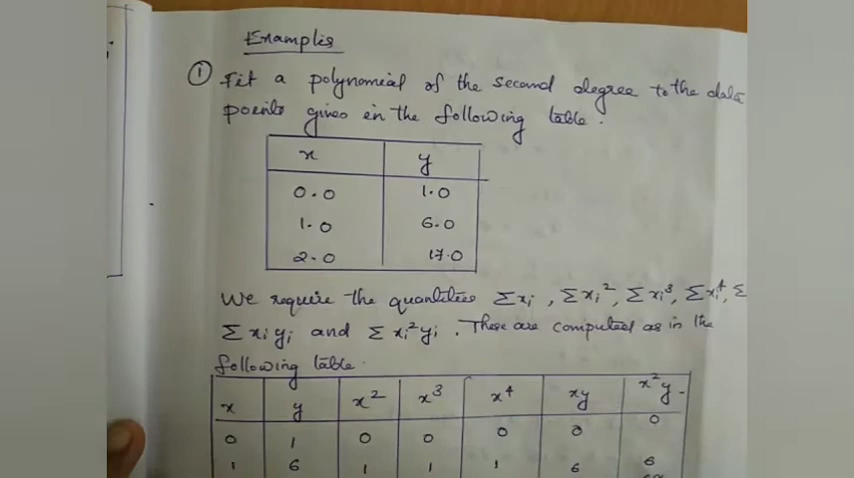 Examples
① Fit a polynomial of the second degree to the data
points given in the following table.
x y
0.0 1.0
1.0 6.0
2.0 17.0
We require the quantities Σxi, Σxi², Σxi³, Σxi⁴, Σ
Σxiyi and Σxi²yi. These are computed as in the
following table.
x y x² x³ x⁴ xy x²y
0 1 0 0 0 0 0
1 6 1 1 1 6 6